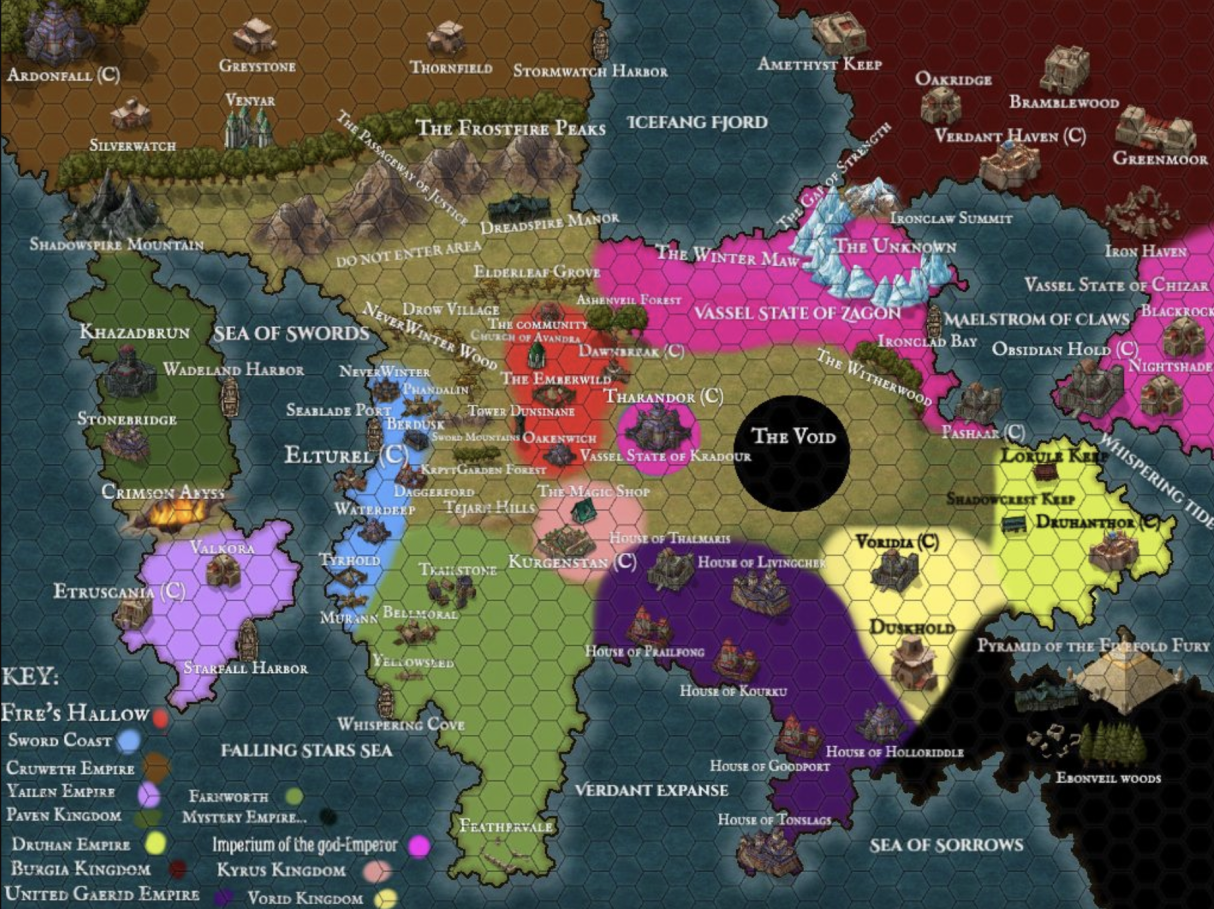 Ardonfall (C)
Greystone
Thornfield
Stormwatch Harbor
Amethyst Keep
Oakridge
Bramblewood
Venyar
Silverwatch
The Frostfire Peaks
Icefang Fjord
Verdant Haven (C)
Greenmoor
The Passageway of Justice
The Gap of Strength
Shadowspire Mountain
Dreadspire Manor
Ironclaw Summit
DO NOT ENTER AREA
The Winter Maw
The Unknown
Iron Haven
Elderleaf Grove
Vassel State of Chizar
Khazadbrun
Sea of Swords
Drow Village
Ashenveil Forest
Vassel State of Zagon
Maelstrom of Claws
Blackrock
NeverWinter Wood
The community
Church of Avandra
Dawnbreak (C)
Ironclad Bay
Obsidian Hold (C)
Wadeland Harbor
NeverWinter
The Emberwild
The Witherwood
Nightshade
Phandalin
Tharandor (C)
Stonebridge
Seablade Port
Berdusk
Tower Dunsinane
Sword Mountains
Oakenwich
The Void
Pashaar (C)
Elturel (C)
Vassel State of Kradour
Lorule Keep
Whispering Tide
KrptGarden Forest
Crimson Abyss
Daggerford
The Magic Shop
Shadowcrest Keep
Waterdeep
Tejarn Hills
Druhanthor (C)
Valkora
House of Thalmaris
Voridia (C)
Tyrhold
Trailstone
Kurgenstan (C)
House of Livingcher
Etruscania (C)
Murann
Bellmoral
Duskhold
Yellowseed
House of Prailfong
Pyramid of the Fivefold Fury
Starfall Harbor
House of Kourku
KEY:
Fire's Hallow
Whispering Cove
Sword Coast
Falling Stars Sea
House of Holloriddle
Cruweth Empire
House of Goodport
Ebonveil woods
Yailen Empire
Farnworth
Verdant Expanse
Paven Kingdom
Mystery Empire...
House of Tonslags
Feathervale
Druhan Empire
Imperium of the god-Emperor
Sea of Sorrows
Burgia Kingdom
Kyrus Kingdom
United Gaerid Empire
Vorid Kingdom